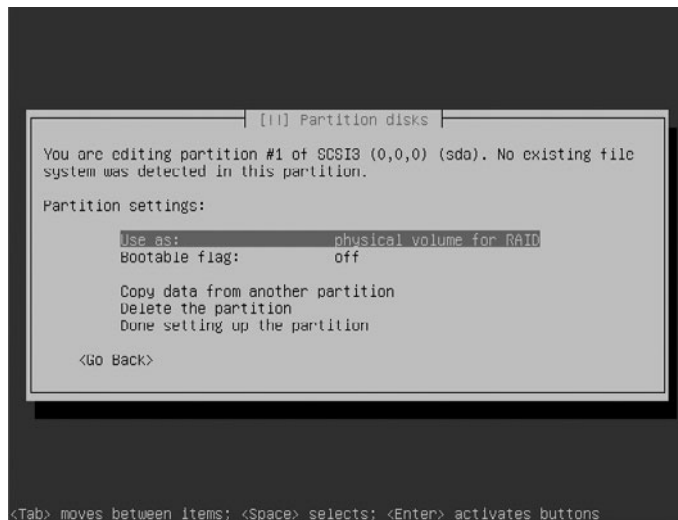 [!!] Partition disks
You are editing partition #1 of SCSI3 (0,0,0) (sda). No existing file
system was detected in this partition.
Partition settings:
Use as: physical volume for RAID
Bootable flag: off
Copy data from another partition
Delete the partition
Done setting up the partition
<Go Back>
<Tab> moves between items; <Space> selects; <Enter> activates buttons